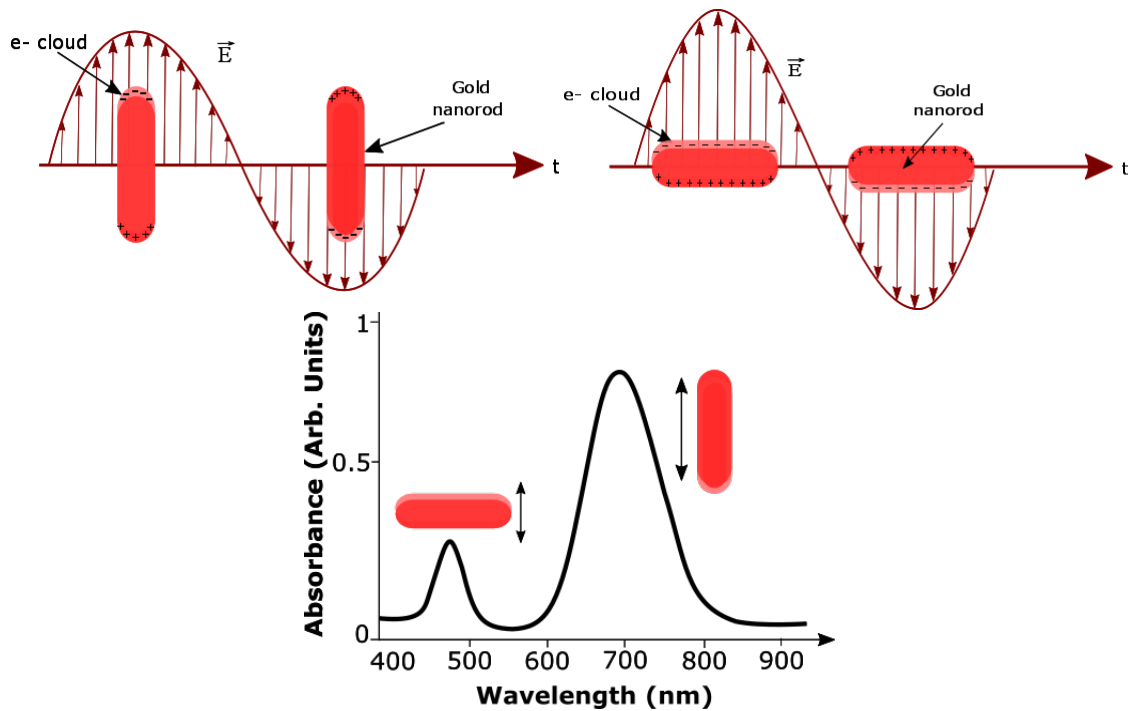 e- cloud
E
Gold
nanorod
t
e- cloud
E
Gold
nanorod
t
Absorbance (Arb. Units)
1
0.5
0
400 500 600 700 800 900
Wavelength (nm)